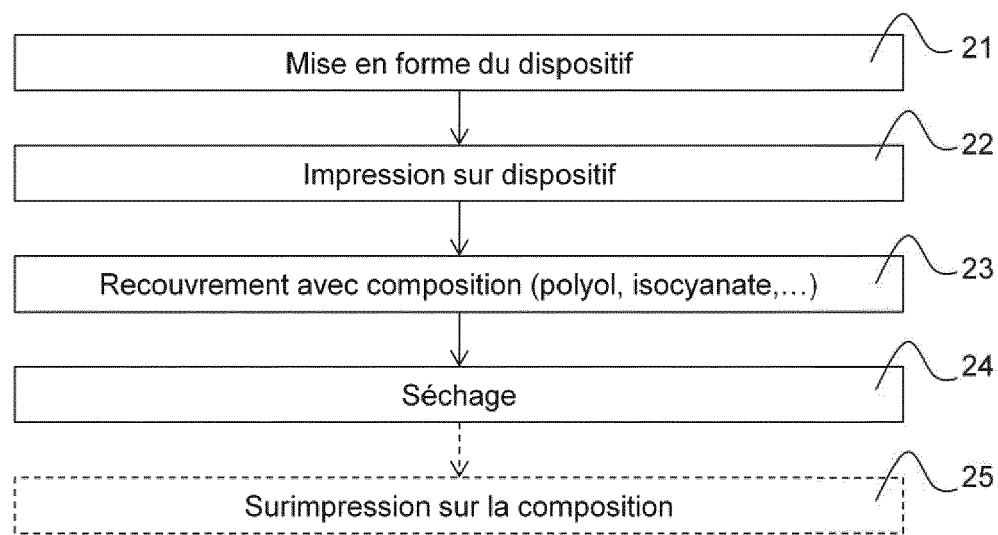 Mise en forme du dispositif
21
Impression sur dispositif
22
Recouvrement avec composition (polyol, isocyanate,…)
23
Séchage
24
Surimpression sur la composition
25